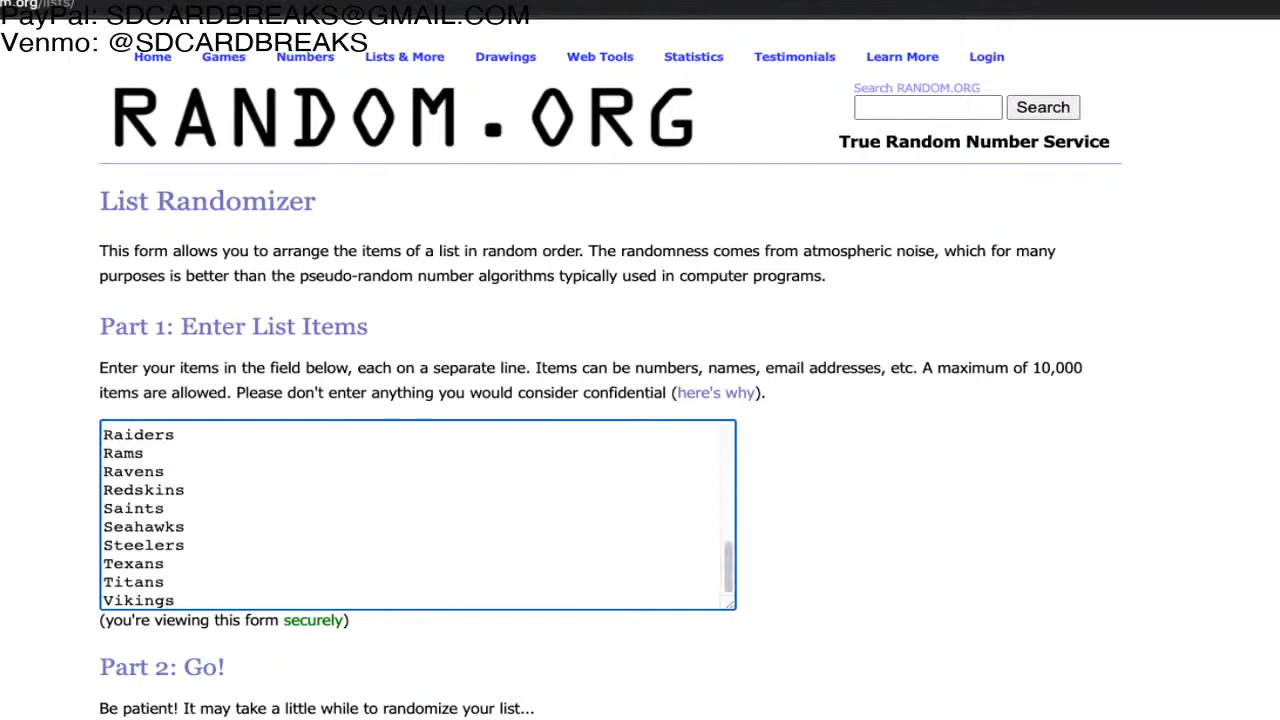 m.org/lists/
PayPal: SDCARDBREAKS@GMAIL.COM
Venmo: @SDCARDBREAKS
Home Games Numbers Lists & More Drawings Web Tools Statistics Testimonials Learn More Login
RANDOM.ORG
Search RANDOM.ORG
Search
True Random Number Service
List Randomizer
This form allows you to arrange the items of a list in random order. The randomness comes from atmospheric noise, which for many
purposes is better than the pseudo-random number algorithms typically used in computer programs.
Part 1: Enter List Items
Enter your items in the field below, each on a separate line. Items can be numbers, names, email addresses, etc. A maximum of 10,000
items are allowed. Please don't enter anything you would consider confidential (here's why).
Raiders
Rams
Ravens
Redskins
Saints
Seahawks
Steelers
Texans
Titans
Vikings
(you're viewing this form securely)
Part 2: Go!
Be patient! It may take a little while to randomize your list...